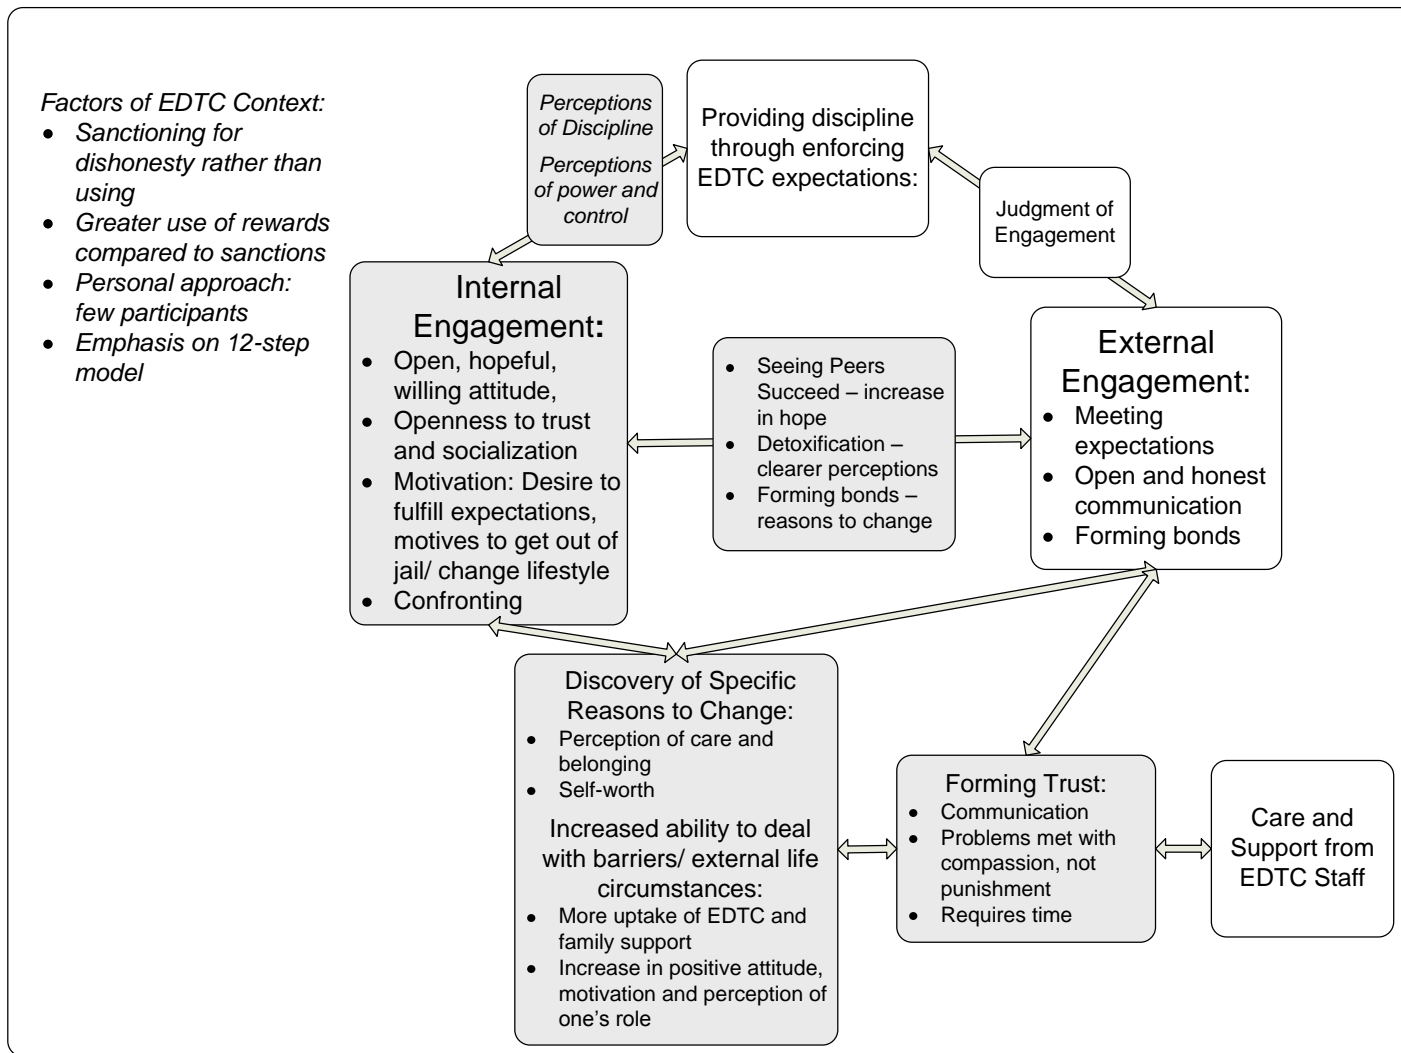 Factors of EDTC Context:
• Sanctioning for
dishonesty rather than
using
• Greater use of rewards
compared to sanctions
• Personal approach:
few participants
• Emphasis on 12-step
model
Perceptions
of Discipline
Perceptions
of power and
control
Providing discipline
through enforcing
EDTC expectations:
Judgment of
Engagement
Internal
Engagement:
• Open, hopeful,
willing attitude,
• Openness to trust
and socialization
• Motivation: Desire to
fulfill expectations,
motives to get out of
jail/ change lifestyle
• Confronting
• Seeing Peers
Succeed – increase
in hope
• Detoxification –
clearer perceptions
• Forming bonds –
reasons to change
External
Engagement:
• Meeting
expectations
• Open and honest
communication
• Forming bonds
Discovery of Specific
Reasons to Change:
• Perception of care and
belonging
• Self-worth
Increased ability to deal
with barriers/ external life
circumstances:
• More uptake of EDTC and
family support
• Increase in positive attitude,
motivation and perception of
one’s role
Forming Trust:
• Communication
• Problems met with
compassion, not
punishment
• Requires time
Care and
Support from
EDTC Staff